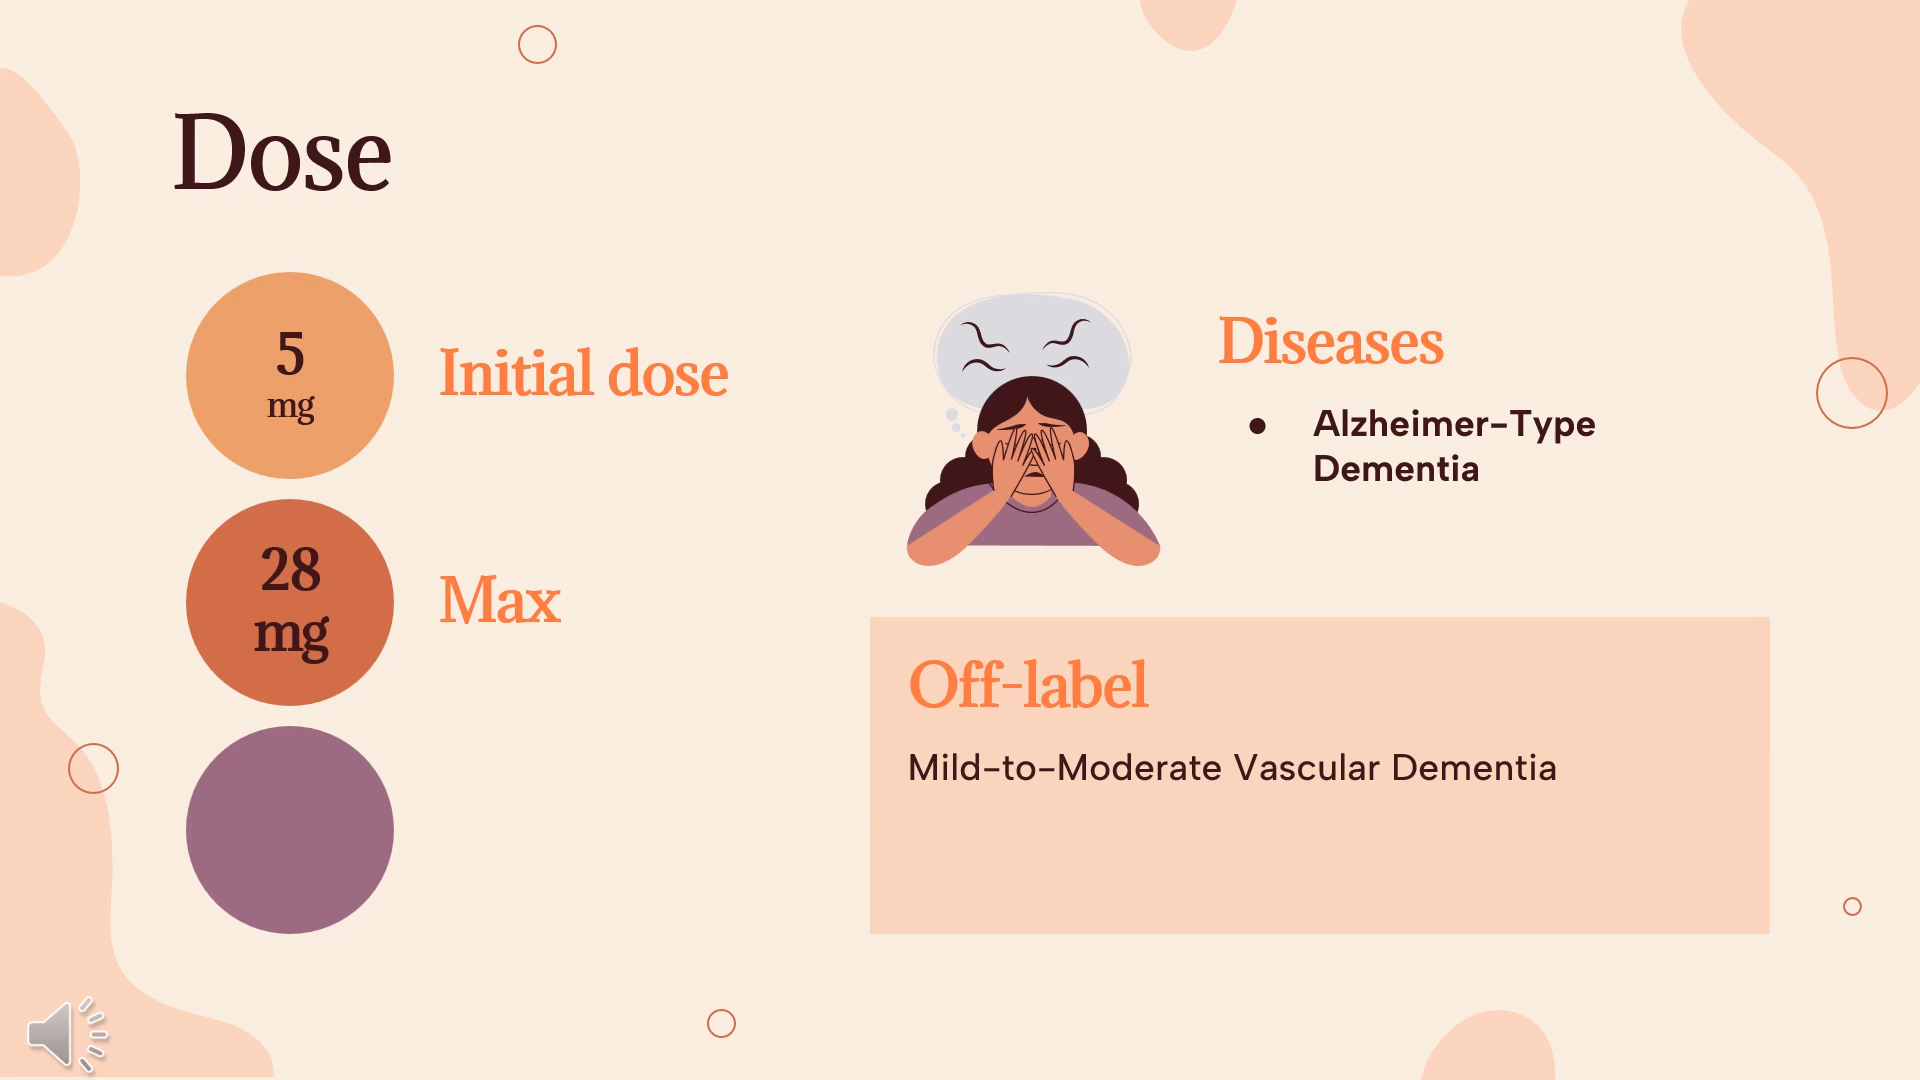 Dose
5
mg
Initial dose
28
mg
Max
Diseases
● Alzheimer-Type
Dementia
Off-label
Mild-to-Moderate Vascular Dementia